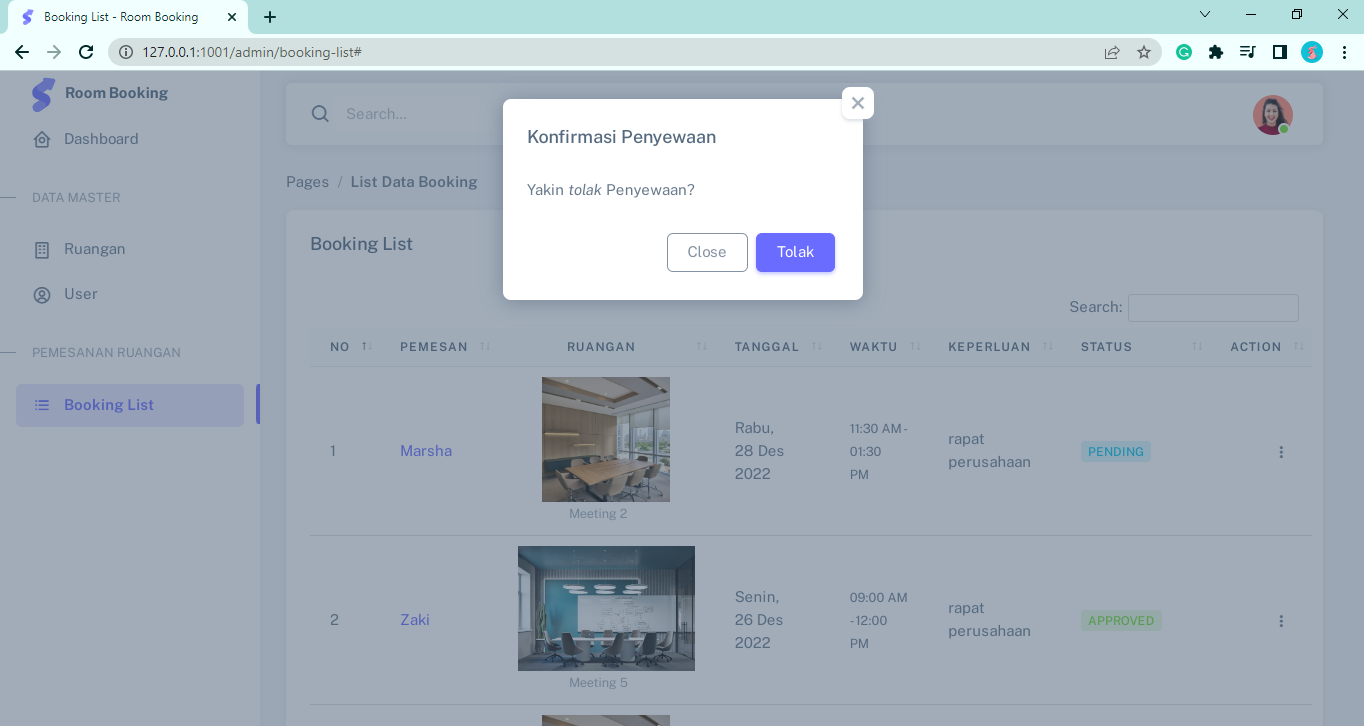 Booking List - Room Booking
127.0.0.1:1001/admin/booking-list#
Room Booking
Dashboard
DATA MASTER
Ruangan
User
PEMESANAN RUANGAN
Booking List
Search...
Pages / List Data Booking
Konfirmasi Penyewaan
Yakin tolak Penyewaan?
Close Tolak
Booking List
Search:
NO PEMESAN RUANGAN TANGGAL WAKTU KEPERLUAN STATUS ACTION
1
Marsha
Meeting 2
Rabu,
28 Des
2022
11:30 AM -
01:30
PM
rapat
perusahaan
PENDING
2
Zaki
Meeting 5
Senin,
26 Des
2022
09:00 AM
- 12:00
PM
rapat
perusahaan
APPROVED